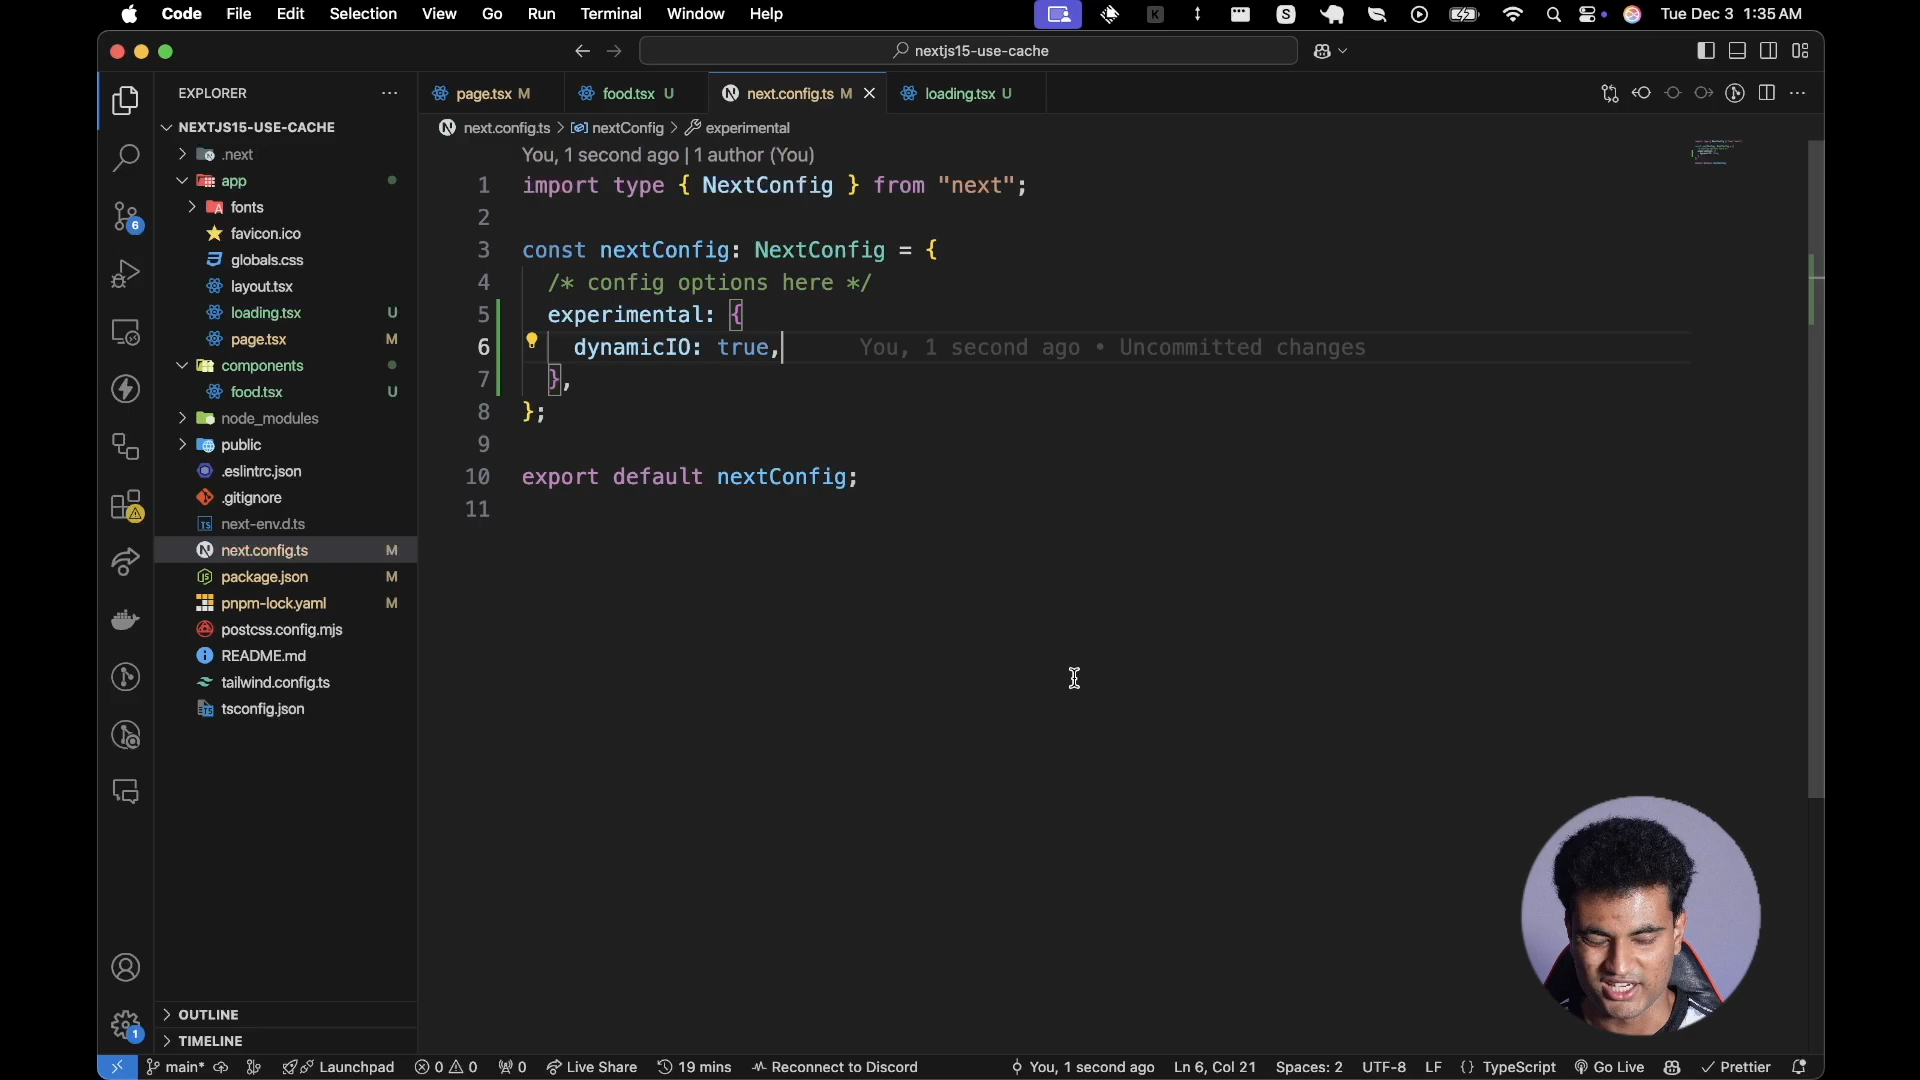 Code File Edit Selection View Go Run Terminal Window Help K S Tue Dec 3 1:35 AM
nextjs15-use-cache
EXPLORER
page.tsx M food.tsx U next.config.ts M loading.tsx U
NEXTJS15-USE-CACHE
.next
app
fonts
favicon.ico
globals.css
layout.tsx
loading.tsx U
page.tsx M
components
food.tsx U
node_modules
public
.eslintrc.json
.gitignore
next-env.d.ts
next.config.ts M
package.json M
pnpm-lock.yaml M
postcss.config.mjs
README.md
tailwind.config.ts
tsconfig.json
OUTLINE
TIMELINE
6
1
next.config.ts > nextConfig > experimental
You, 1 second ago | 1 author (You)
1 import type { NextConfig } from "next";
2
3 const nextConfig: NextConfig = {
4 /* config options here */
5 experimental: {
6 dynamicIO: true, You, 1 second ago • Uncommitted changes
7 },
8 };
9
10 export default nextConfig;
11
main* Launchpad 0 0 0 Live Share 19 mins Reconnect to Discord You, 1 second ago Ln 6, Col 21 Spaces: 2 UTF-8 LF {} TypeScript Go Live Prettier